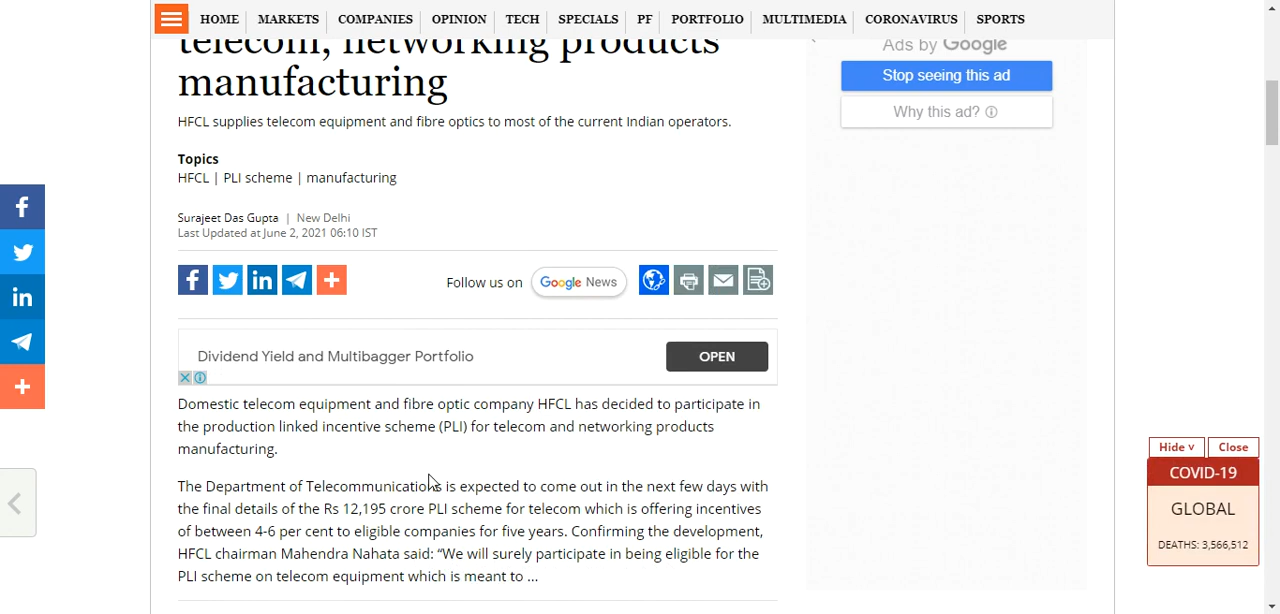 HOME MARKETS COMPANIES OPINION TECH SPECIALS PF PORTFOLIO MULTIMEDIA CORONAVIRUS SPORTS
telecom, networking products
manufacturing
HFCL supplies telecom equipment and fibre optics to most of the current Indian operators.
Topics
HFCL | PLI scheme | manufacturing
Surajeet Das Gupta | New Delhi
Last Updated at June 2, 2021 06:10 IST
Follow us on Google News
Dividend Yield and Multibagger Portfolio OPEN
Domestic telecom equipment and fibre optic company HFCL has decided to participate in
the production linked incentive scheme (PLI) for telecom and networking products
manufacturing.
The Department of Telecommunications is expected to come out in the next few days with
the final details of the Rs 12,195 crore PLI scheme for telecom which is offering incentives
of between 4-6 per cent to eligible companies for five years. Confirming the development,
HFCL chairman Mahendra Nahata said: “We will surely participate in being eligible for the
PLI scheme on telecom equipment which is meant to ...
Ads by Google
Stop seeing this ad
Why this ad?
Hide v Close
COVID-19
GLOBAL
DEATHS: 3,566,512